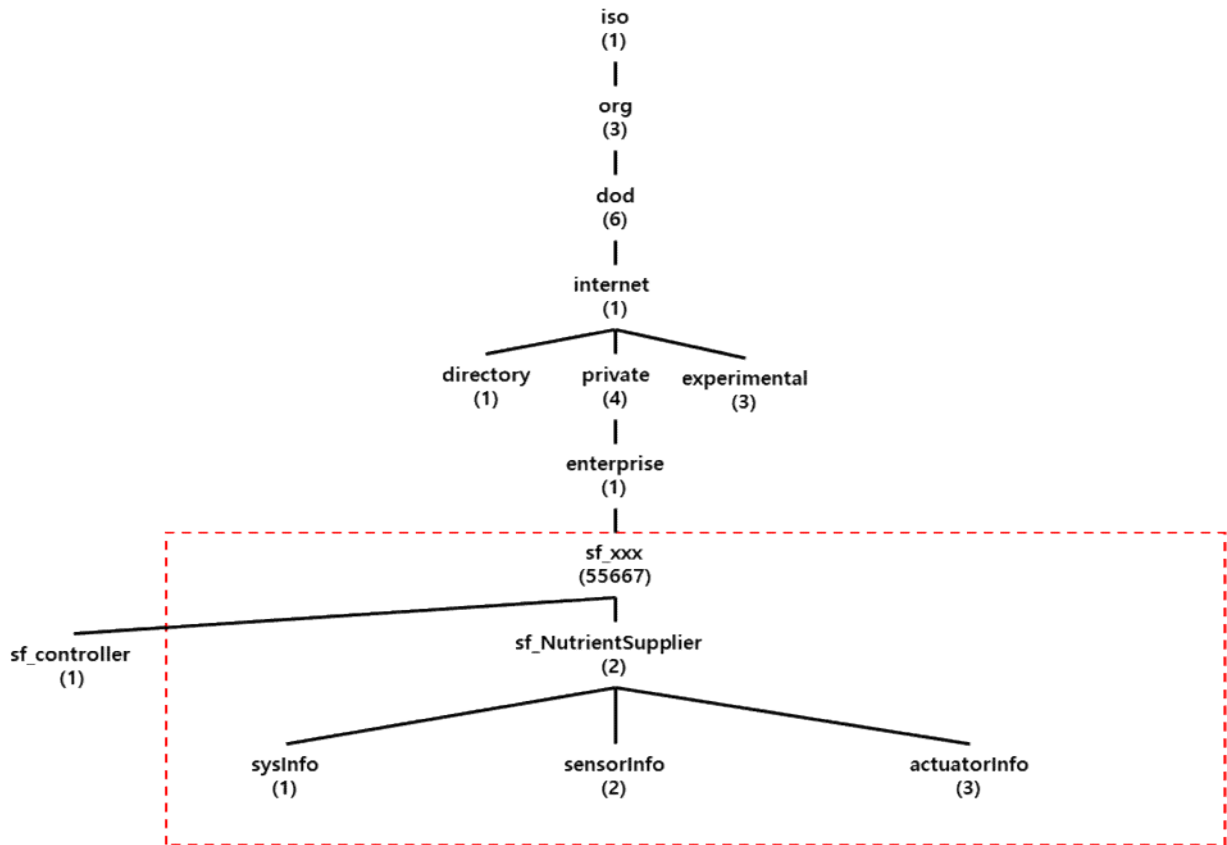 iso
(1)
org
(3)
dod
(6)
internet
(1)
directory
(1)
private
(4)
experimental
(3)
enterprise
(1)
sf_xxx
(55667)
sf_controller
(1)
sf_NutrientSupplier
(2)
sysInfo
(1)
sensorInfo
(2)
actuatorInfo
(3)